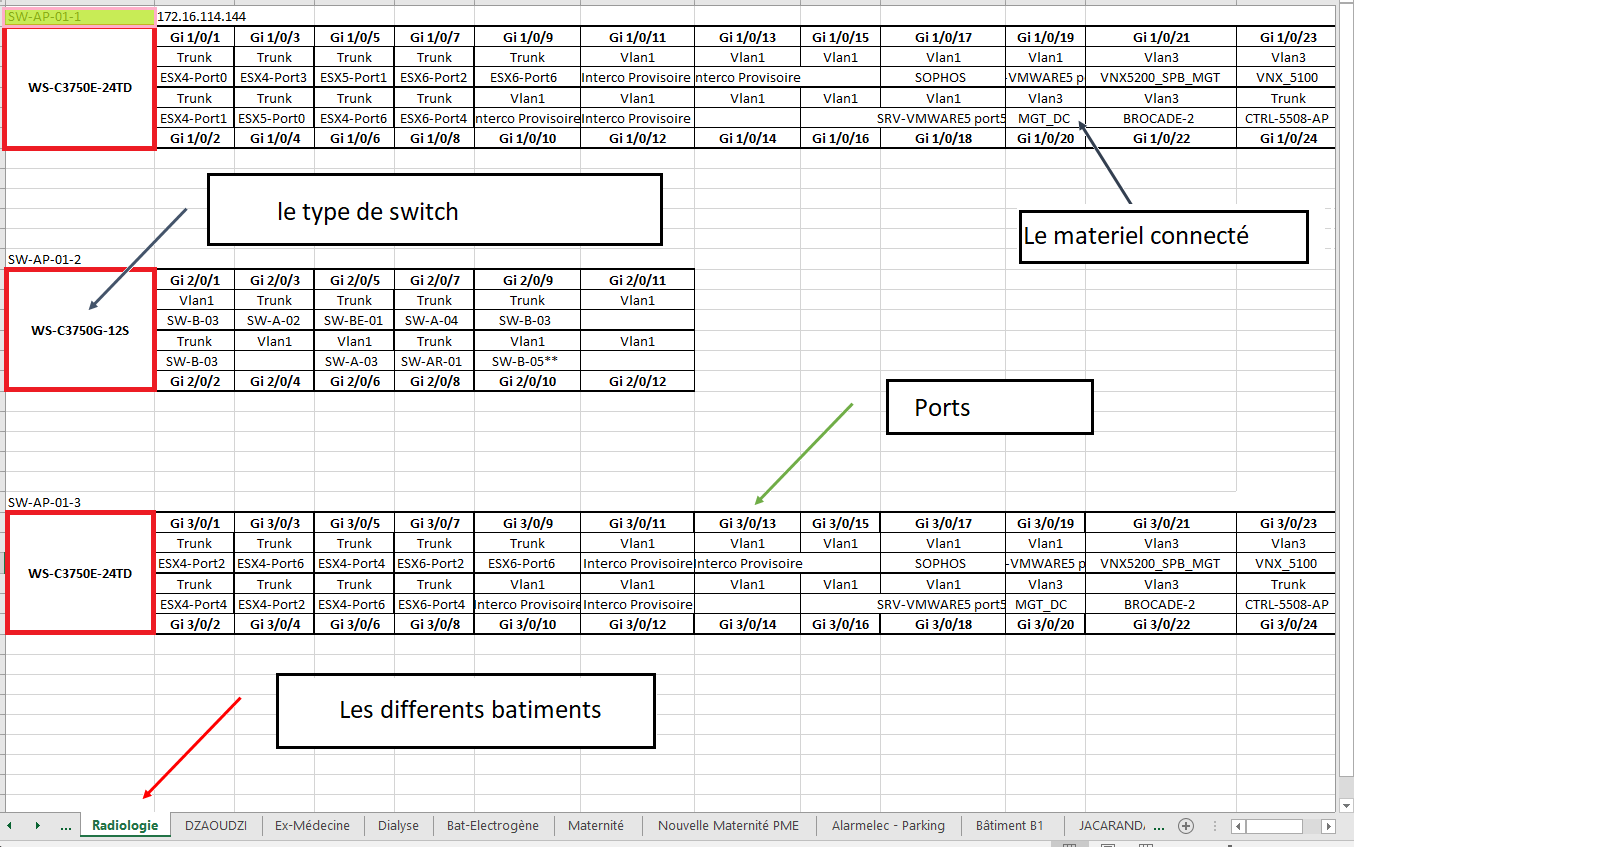 SW-AP-01-1 172.16.114.144
Gi 1/0/1 Gi 1/0/3 Gi 1/0/5 Gi 1/0/7 Gi 1/0/9 Gi 1/0/11 Gi 1/0/13 Gi 1/0/15 Gi 1/0/17 Gi 1/0/19 Gi 1/0/21 Gi 1/0/23
Trunk Trunk Trunk Trunk Trunk Vlan1 Vlan1 Vlan1 Vlan1 Vlan1 Vlan3 Vlan3
ESX4-Port0 ESX4-Port3 ESX5-Port1 ESX6-Port2 ESX6-Port6 Interco Provisoire nterco Provisoire SOPHOS -VMWARE5 p VNX5200_SPB_MGT VNX_5100
WS-C3750E-24TD
Trunk Trunk Trunk Trunk Vlan1 Vlan1 Vlan1 Vlan1 Vlan1 Vlan3 Vlan3 Trunk
ESX4-Port1 ESX5-Port0 ESX4-Port6 ESX6-Port4 nterco Provisoire Interco Provisoire SRV-VMWARE5 port5 MGT_DC BROCADE-2 CTRL-5508-AP
Gi 1/0/2 Gi 1/0/4 Gi 1/0/6 Gi 1/0/8 Gi 1/0/10 Gi 1/0/12 Gi 1/0/14 Gi 1/0/16 Gi 1/0/18 Gi 1/0/20 Gi 1/0/22 Gi 1/0/24
le type de switch
Le materiel connecté
SW-AP-01-2
Gi 2/0/1 Gi 2/0/3 Gi 2/0/5 Gi 2/0/7 Gi 2/0/9 Gi 2/0/11
Vlan1 Trunk Trunk Trunk Trunk Vlan1
SW-B-03 SW-A-02 SW-BE-01 SW-A-04 SW-B-03
WS-C3750G-12S
Trunk Vlan1 Vlan1 Trunk Vlan1 Vlan1
SW-B-03 SW-A-03 SW-AR-01 SW-B-05**
Gi 2/0/2 Gi 2/0/4 Gi 2/0/6 Gi 2/0/8 Gi 2/0/10 Gi 2/0/12
Ports
SW-AP-01-3
Gi 3/0/1 Gi 3/0/3 Gi 3/0/5 Gi 3/0/7 Gi 3/0/9 Gi 3/0/11 Gi 3/0/13 Gi 3/0/15 Gi 3/0/17 Gi 3/0/19 Gi 3/0/21 Gi 3/0/23
Trunk Trunk Trunk Trunk Trunk Vlan1 Vlan1 Vlan1 Vlan1 Vlan1 Vlan3 Vlan3
ESX4-Port2 ESX4-Port6 ESX4-Port4 ESX6-Port2 ESX6-Port6 Interco Provisoire nterco Provisoire SOPHOS -VMWARE5 p VNX5200_SPB_MGT VNX_5100
WS-C3750E-24TD
Trunk Trunk Trunk Trunk Vlan1 Vlan1 Vlan1 Vlan1 Vlan1 Vlan3 Vlan3 Trunk
ESX4-Port4 ESX4-Port2 ESX4-Port6 ESX6-Port4 nterco Provisoire Interco Provisoire SRV-VMWARE5 port5 MGT_DC BROCADE-2 CTRL-5508-AP
Gi 3/0/2 Gi 3/0/4 Gi 3/0/6 Gi 3/0/8 Gi 3/0/10 Gi 3/0/12 Gi 3/0/14 Gi 3/0/16 Gi 3/0/18 Gi 3/0/20 Gi 3/0/22 Gi 3/0/24
Les differents batiments
... Radiologie DZAOUDZI Ex-Médecine Dialyse Bat-Electrogène Maternité Nouvelle Maternité PME Alarmelec - Parking Bâtiment B1 JACARANDA ...